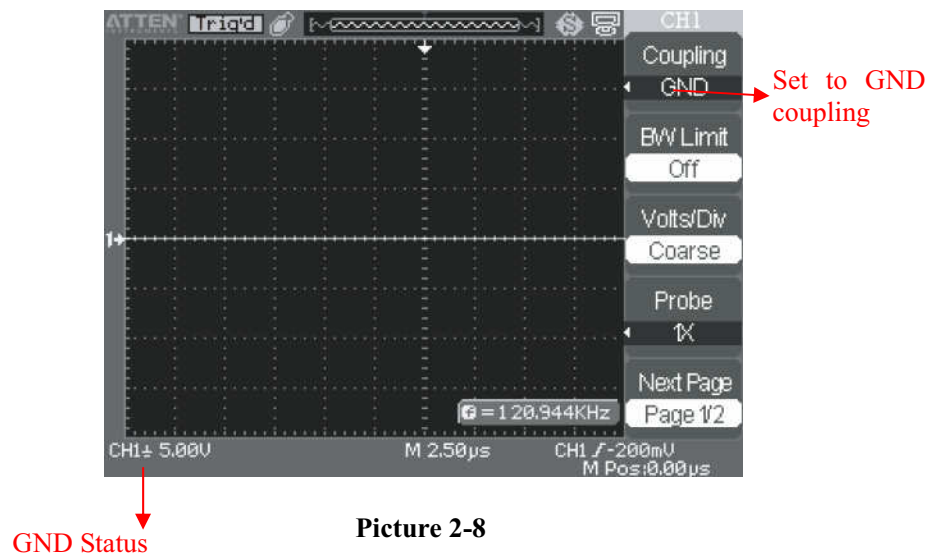 ATTEN Trig'd CH1
Coupling
GND
Set to GND
coupling
BW Limit
Off
Volts/Div
Coarse
1
Probe
1X
Next Page
Page 1/2
f=120.944KHz
CH1 5.00V M 2.50µs CH1 -200mV
M Pos:0.00µs
GND Status
Picture 2-8